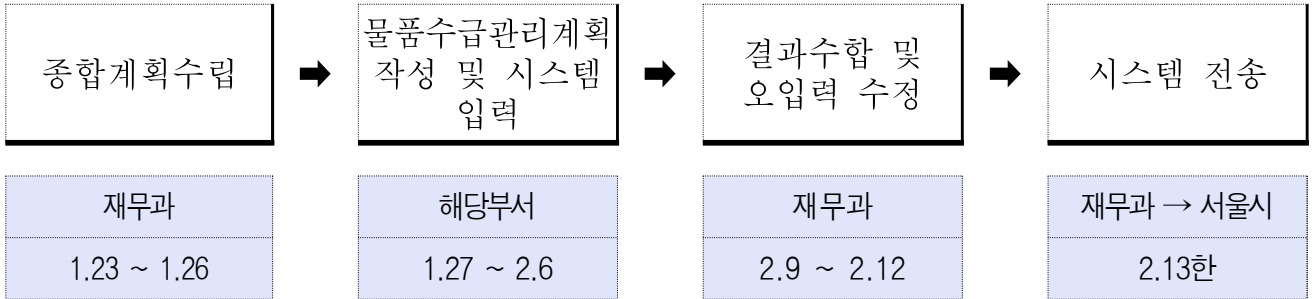 종합계획수립
물품수급관리계획
작성 및 시스템
입력
결과수합 및
오입력 수정
시스템 전송
재무과
해당부서
재무과
재무과 → 서울시
1.23 ~ 1.26
1.27 ~ 2.6
2.9 ~ 2.12
2.13한